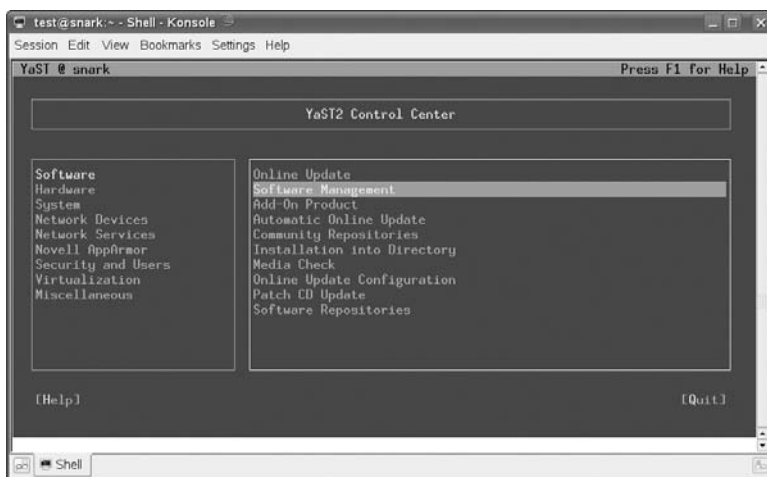 test@snark:~ - Shell - Konsole
Session Edit View Bookmarks Settings Help
YaST @ snark Press F1 for Help
YaST2 Control Center
Software
Hardware
System
Network Devices
Network Services
Novell AppArmor
Security and Users
Virtualization
Miscellaneous
Online Update
Software Management
Add-On Product
Automatic Online Update
Community Repositories
Installation into Directory
Media Check
Online Update Configuration
Patch CD Update
Software Repositories
[Help] [Quit]
Shell